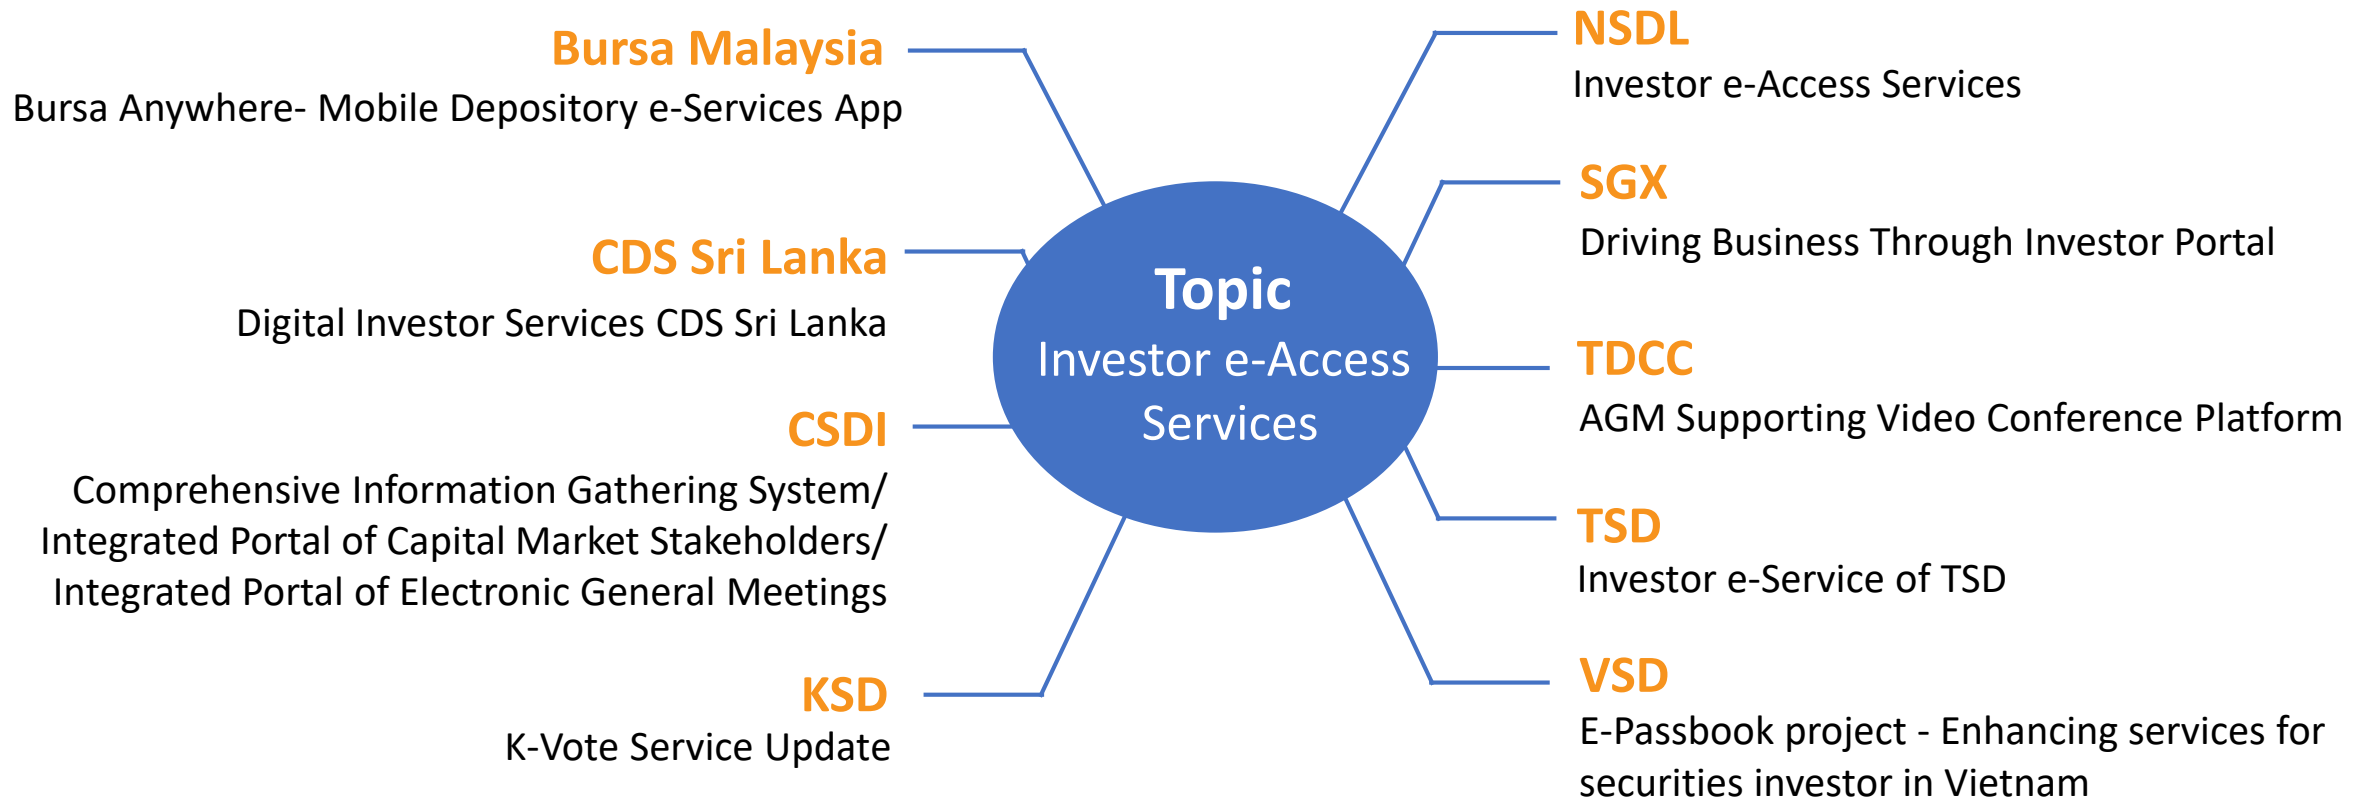 Bursa Malaysia
Bursa Anywhere- Mobile Depository e-Services App
CDS Sri Lanka
Digital Investor Services CDS Sri Lanka
CSDI
Comprehensive Information Gathering System/
Integrated Portal of Capital Market Stakeholders/
Integrated Portal of Electronic General Meetings
KSD
K-Vote Service Update
Topic
Investor e-Access
Services
NSDL
Investor e-Access Services
SGX
Driving Business Through Investor Portal
TDCC
AGM Supporting Video Conference Platform
TSD
Investor e-Service of TSD
VSD
E-Passbook project - Enhancing services for
securities investor in Vietnam